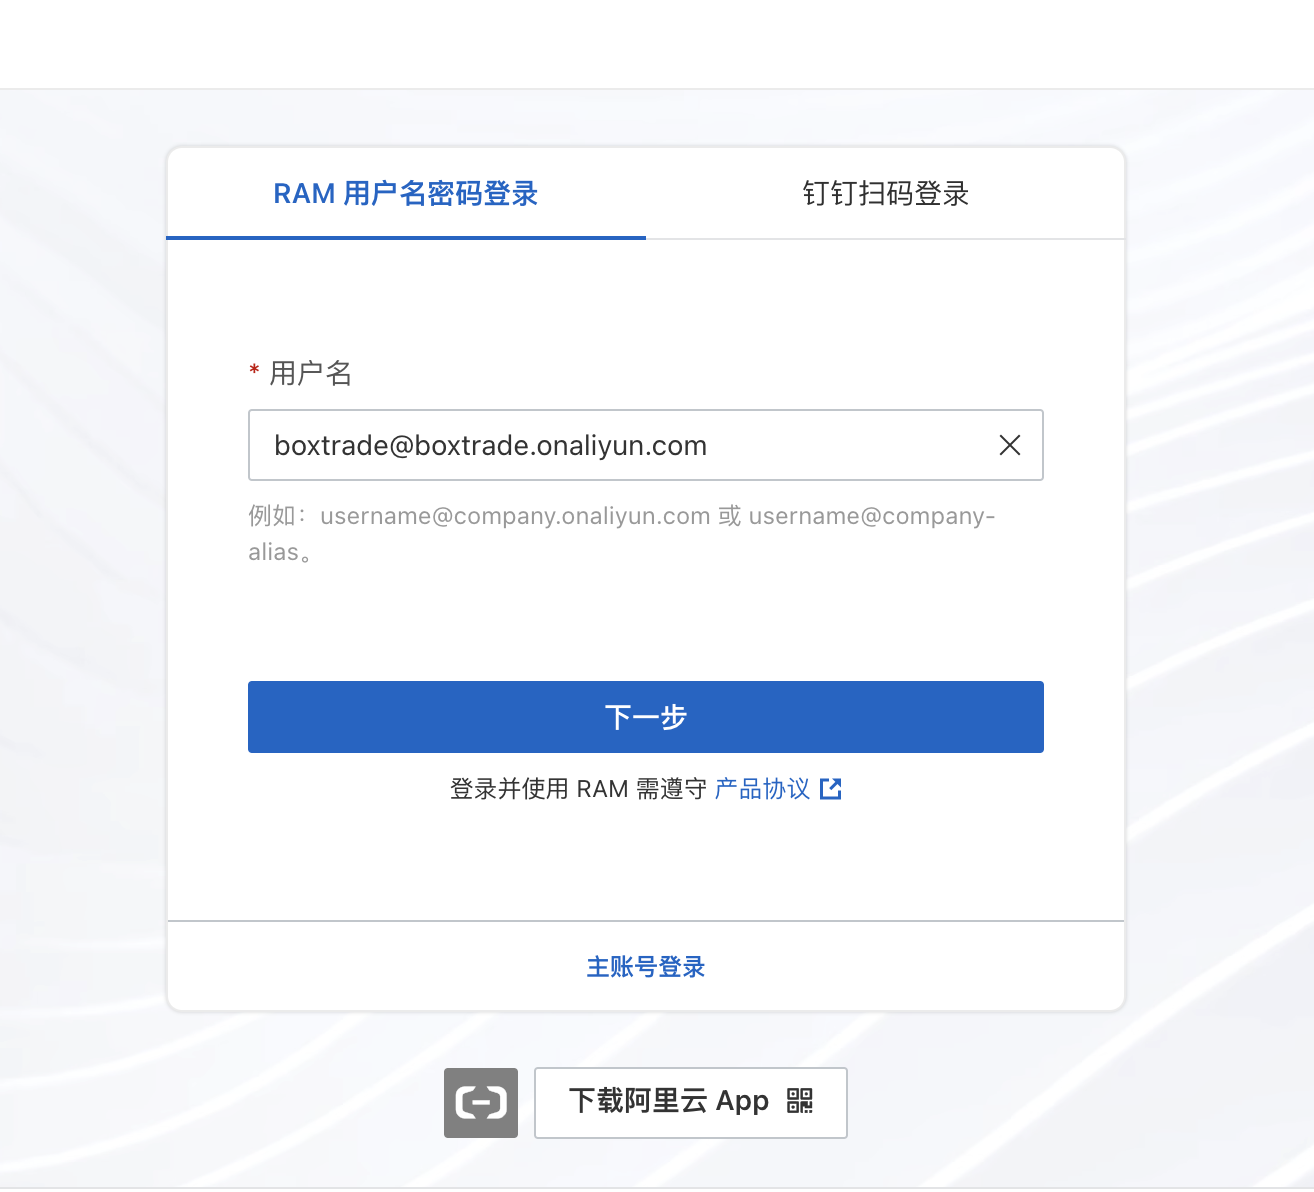 RAM 用户名密码登录
钉钉扫码登录
* 用户名
boxtrade@boxtrade.onaliyun.com
例如：username@company.onaliyun.com 或 username@company-
alias。
下一步
登录并使用 RAM 需遵守 产品协议
主账号登录
下载阿里云 App